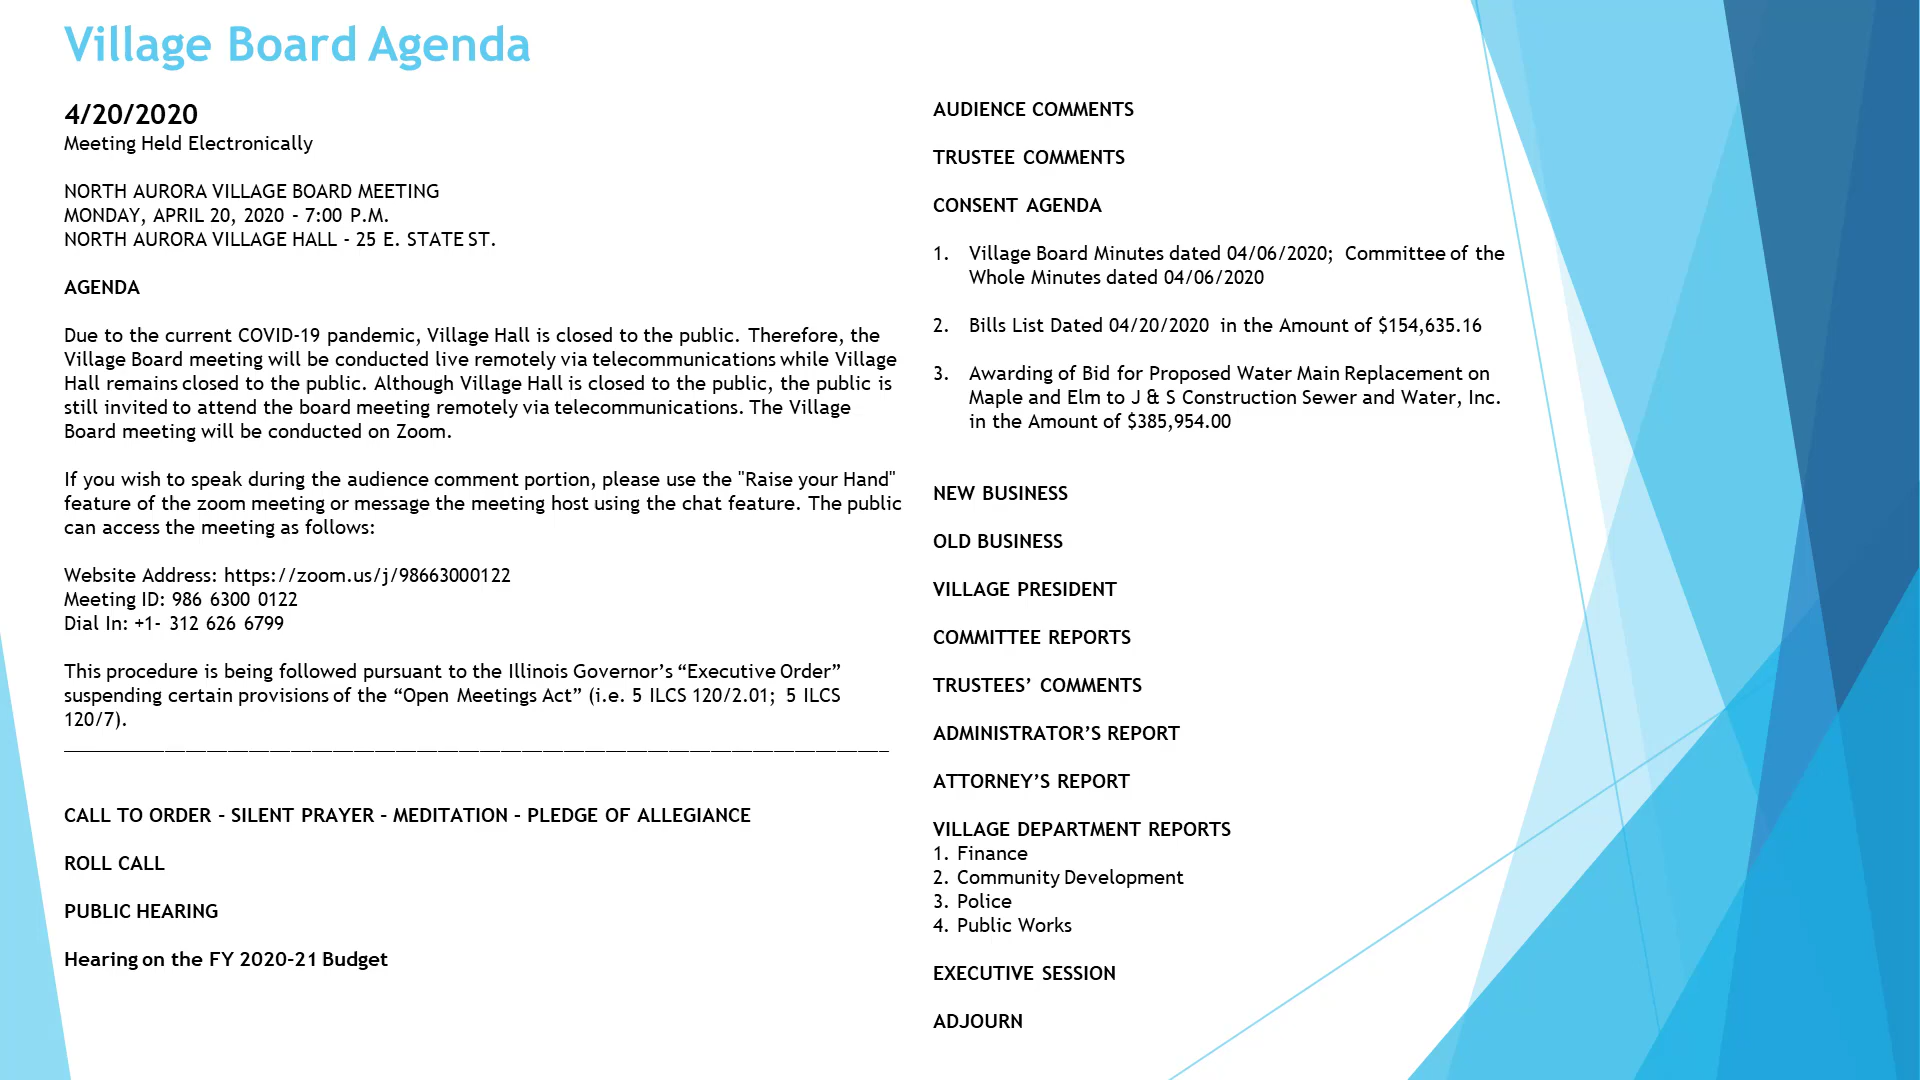 Village Board Agenda
4/20/2020
Meeting Held Electronically
NORTH AURORA VILLAGE BOARD MEETING
MONDAY, APRIL 20, 2020 - 7:00 P.M.
NORTH AURORA VILLAGE HALL - 25 E. STATE ST.
AGENDA
Due to the current COVID-19 pandemic, Village Hall is closed to the public. Therefore, the
Village Board meeting will be conducted live remotely via telecommunications while Village
Hall remains closed to the public. Although Village Hall is closed to the public, the public is
still invited to attend the board meeting remotely via telecommunications. The Village
Board meeting will be conducted on Zoom.
If you wish to speak during the audience comment portion, please use the "Raise your Hand"
feature of the zoom meeting or message the meeting host using the chat feature. The public
can access the meeting as follows:
Website Address: https://zoom.us/j/98663000122
Meeting ID: 986 6300 0122
Dial In: +1- 312 626 6799
This procedure is being followed pursuant to the Illinois Governor’s “Executive Order”
suspending certain provisions of the “Open Meetings Act” (i.e. 5 ILCS 120/2.01; 5 ILCS
120/7).
CALL TO ORDER – SILENT PRAYER – MEDITATION – PLEDGE OF ALLEGIANCE
ROLL CALL
PUBLIC HEARING
Hearing on the FY 2020-21 Budget
AUDIENCE COMMENTS
TRUSTEE COMMENTS
CONSENT AGENDA
1. Village Board Minutes dated 04/06/2020; Committee of the
Whole Minutes dated 04/06/2020
2. Bills List Dated 04/20/2020 in the Amount of $154,635.16
3. Awarding of Bid for Proposed Water Main Replacement on
Maple and Elm to J & S Construction Sewer and Water, Inc.
in the Amount of $385,954.00
NEW BUSINESS
OLD BUSINESS
VILLAGE PRESIDENT
COMMITTEE REPORTS
TRUSTEES’ COMMENTS
ADMINISTRATOR’S REPORT
ATTORNEY’S REPORT
VILLAGE DEPARTMENT REPORTS
1. Finance
2. Community Development
3. Police
4. Public Works
EXECUTIVE SESSION
ADJOURN